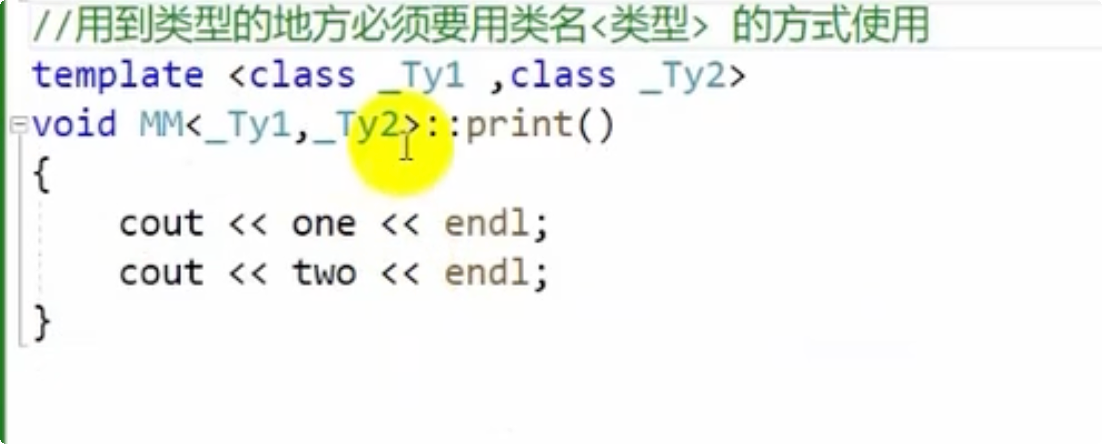 //用到类型的地方必须要用类名<类型> 的方式使用
template <class _Ty1 ,class _Ty2>
void MM<_Ty1,_Ty2>::print()
{
    cout << one << endl;
    cout << two << endl;
}